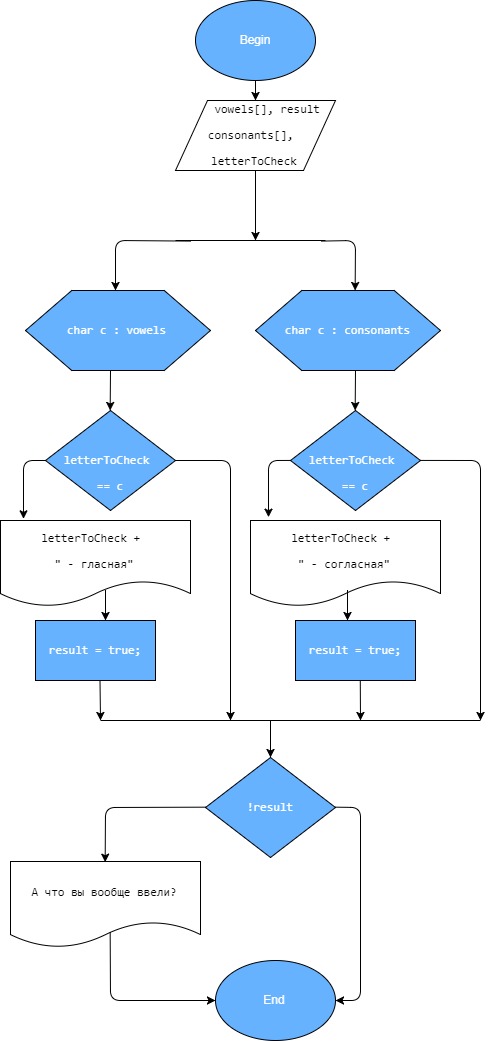 Begin
vowels[], result
consonants[],
letterToCheck
char c : vowels
char c : consonants
letterToCheck
== c
letterToCheck
== c
letterToCheck +
" - гласная"
letterToCheck +
" - согласная"
result = true;
result = true;
!result
А что вы вообще ввели?
End